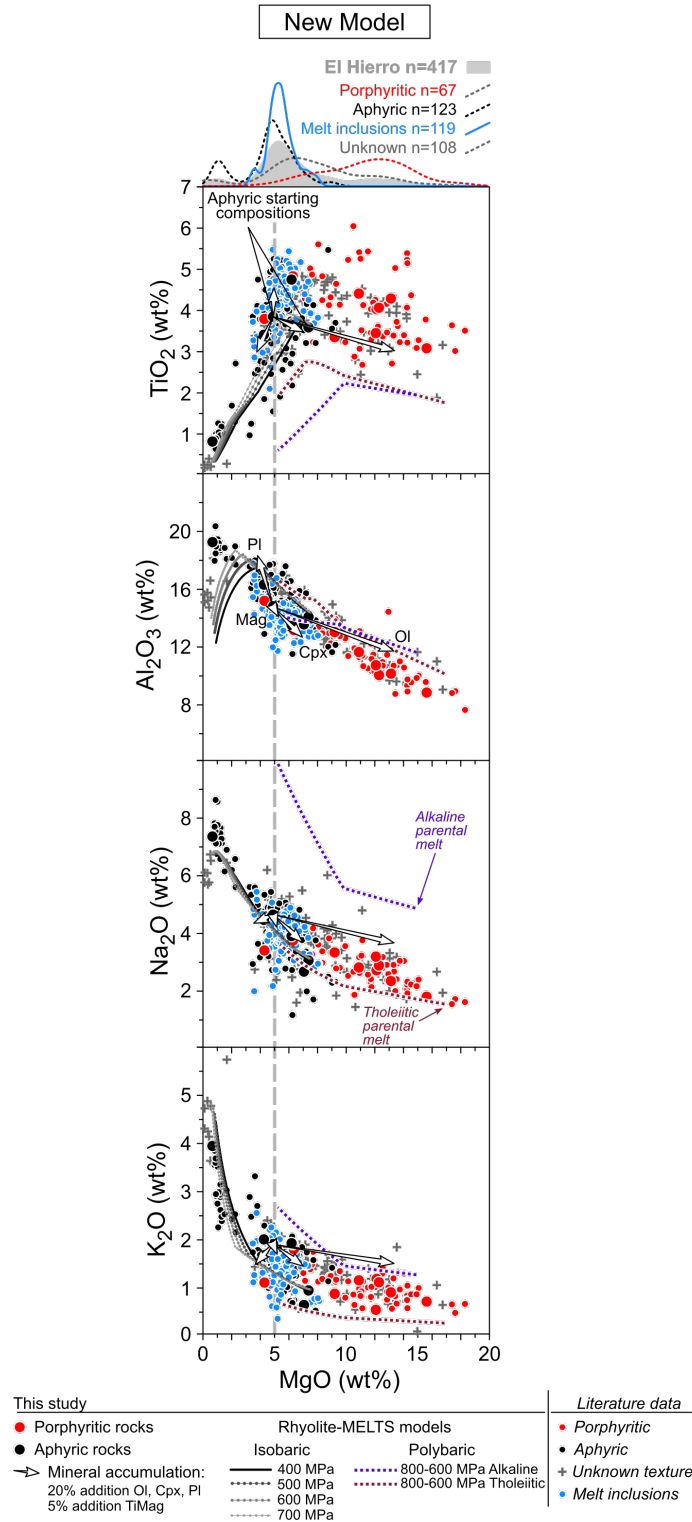 New Model
El Hierro n=417
Porphyritic n=67
Aphyric n=123
Melt inclusions n=119
Unknown n=108
7
Aphyric starting
compositions
6
5
4
3
2
1
TiO2 (wt%)
20
16
12
8
Al2O3 (wt%)
Pl
Mag
Cpx
Ol
8
6
4
2
Na2O (wt%)
Alkaline
parental
melt
Tholeiitic
parental
melt
5
4
3
2
1
0
K2O (wt%)
0 5 10 15 20
MgO (wt%)
This study
Porphyritic rocks
Aphyric rocks
Mineral accumulation:
20% addition Ol, Cpx, Pl
5% addition TiMag
Rhyolite-MELTS models
Isobaric
400 MPa
500 MPa
600 MPa
700 MPa
Polybaric
800-600 MPa Alkaline
800-600 MPa Tholeiitic
Literature data
Porphyritic
Aphyric
Unknown texture
Melt inclusions